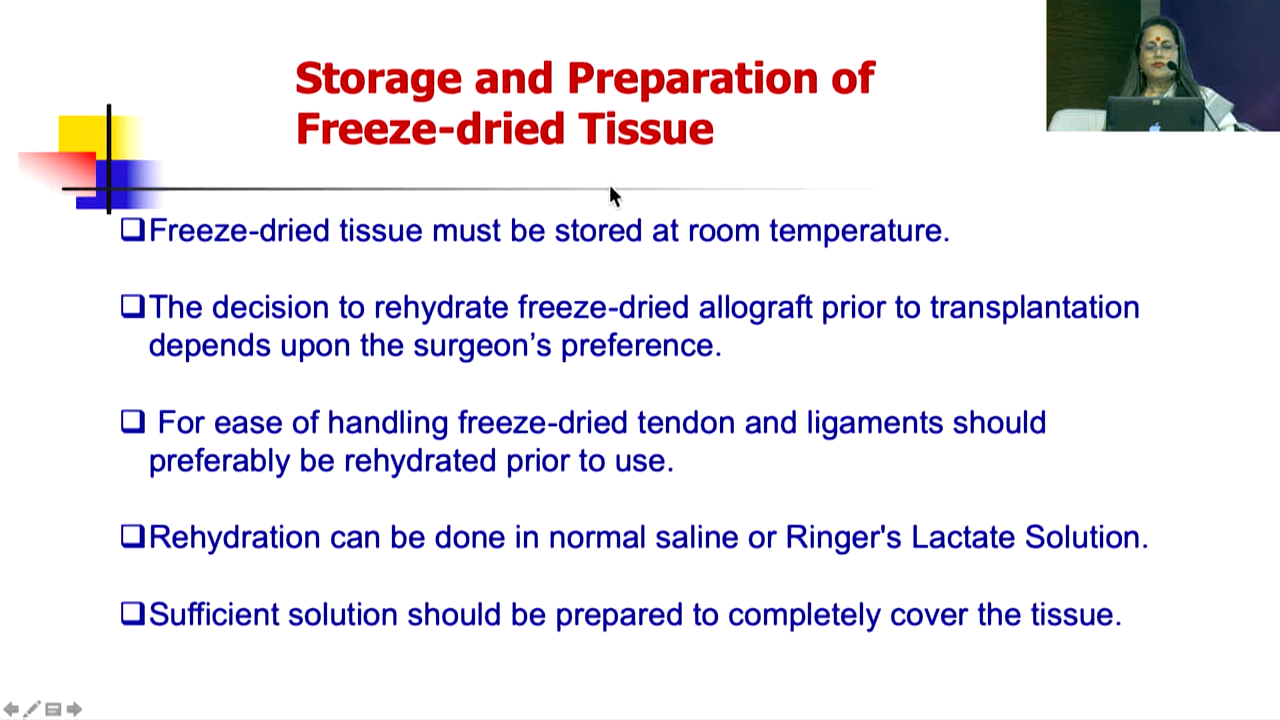 Storage and Preparation of
Freeze-dried Tissue
Freeze-dried tissue must be stored at room temperature.
The decision to rehydrate freeze-dried allograft prior to transplantation
depends upon the surgeon’s preference.
For ease of handling freeze-dried tendon and ligaments should
preferably be rehydrated prior to use.
Rehydration can be done in normal saline or Ringer's Lactate Solution.
Sufficient solution should be prepared to completely cover the tissue.